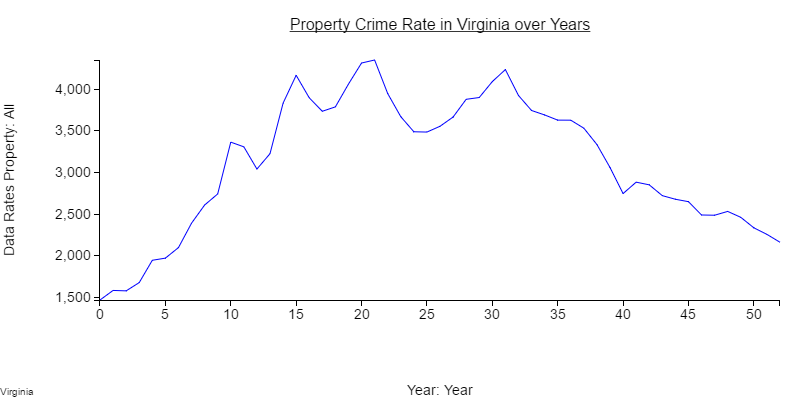 Property Crime Rate in Virginia over Years
Data Rates Property: All
4,000
3,500
3,000
2,500
2,000
1,500
0 5 10 15 20 25 30 35 40 45 50
Year: Year
Virginia